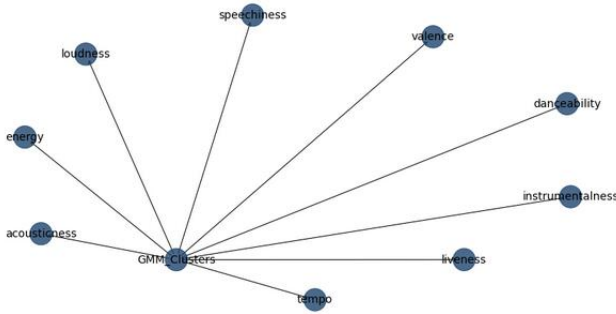 speechiness
valence
loudness
danceability
energy
instrumentalness
acousticness
GMM_Clusters
liveness
tempo